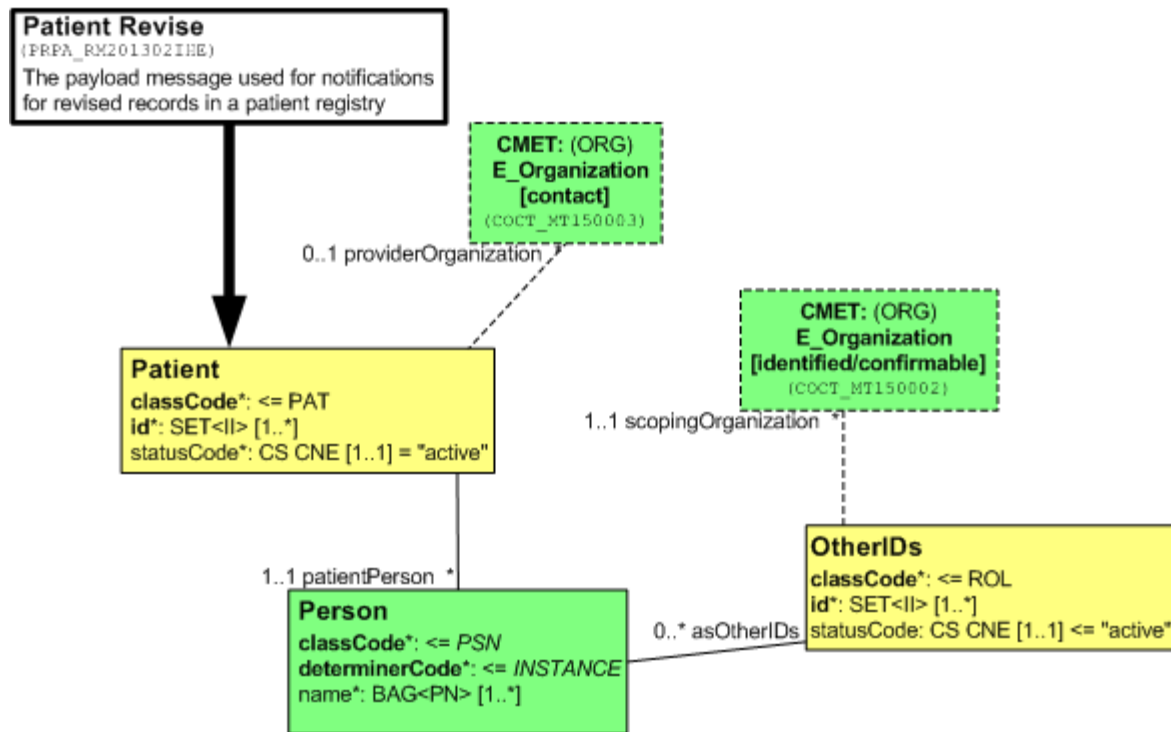 Patient Revise
(PRPA_RM201302IHE)
The payload message used for notifications
for revised records in a patient registry
CMET: (ORG)
E_Organization
[contact]
(COCT_MT150003)
0..1 providerOrganization *
CMET: (ORG)
E_Organization
[identified/confirmable]
(COCT_MT150002)
1..1 scopingOrganization *
Patient
classCode*: <= PAT
id*: SET<II> [1..*]
statusCode*: CS CNE [1..1] = "active"
OtherIDs
classCode*: <= ROL
id*: SET<II> [1..*]
statusCode: CS CNE [1..1] <= "active"
1..1 patientPerson *
0..* asOtherIDs
Person
classCode*: <= PSN
determinerCode*: <= INSTANCE
name*: BAG<PN> [1..*]